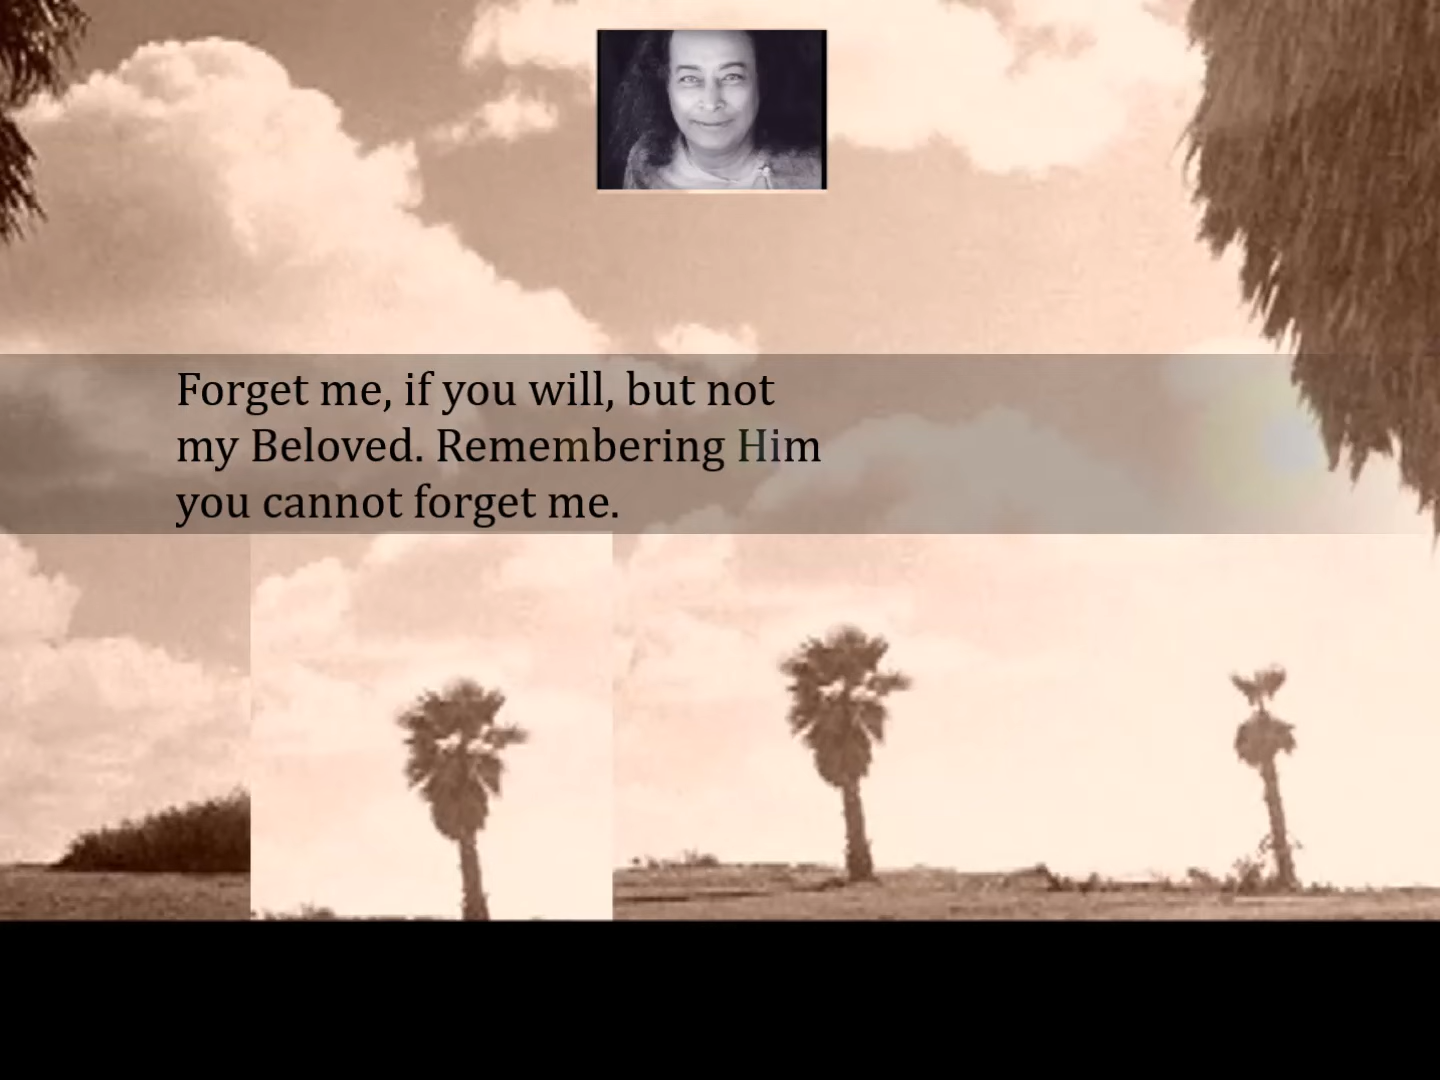 Forget me, if you will, but not
my Beloved. Remembering Him
you cannot forget me.